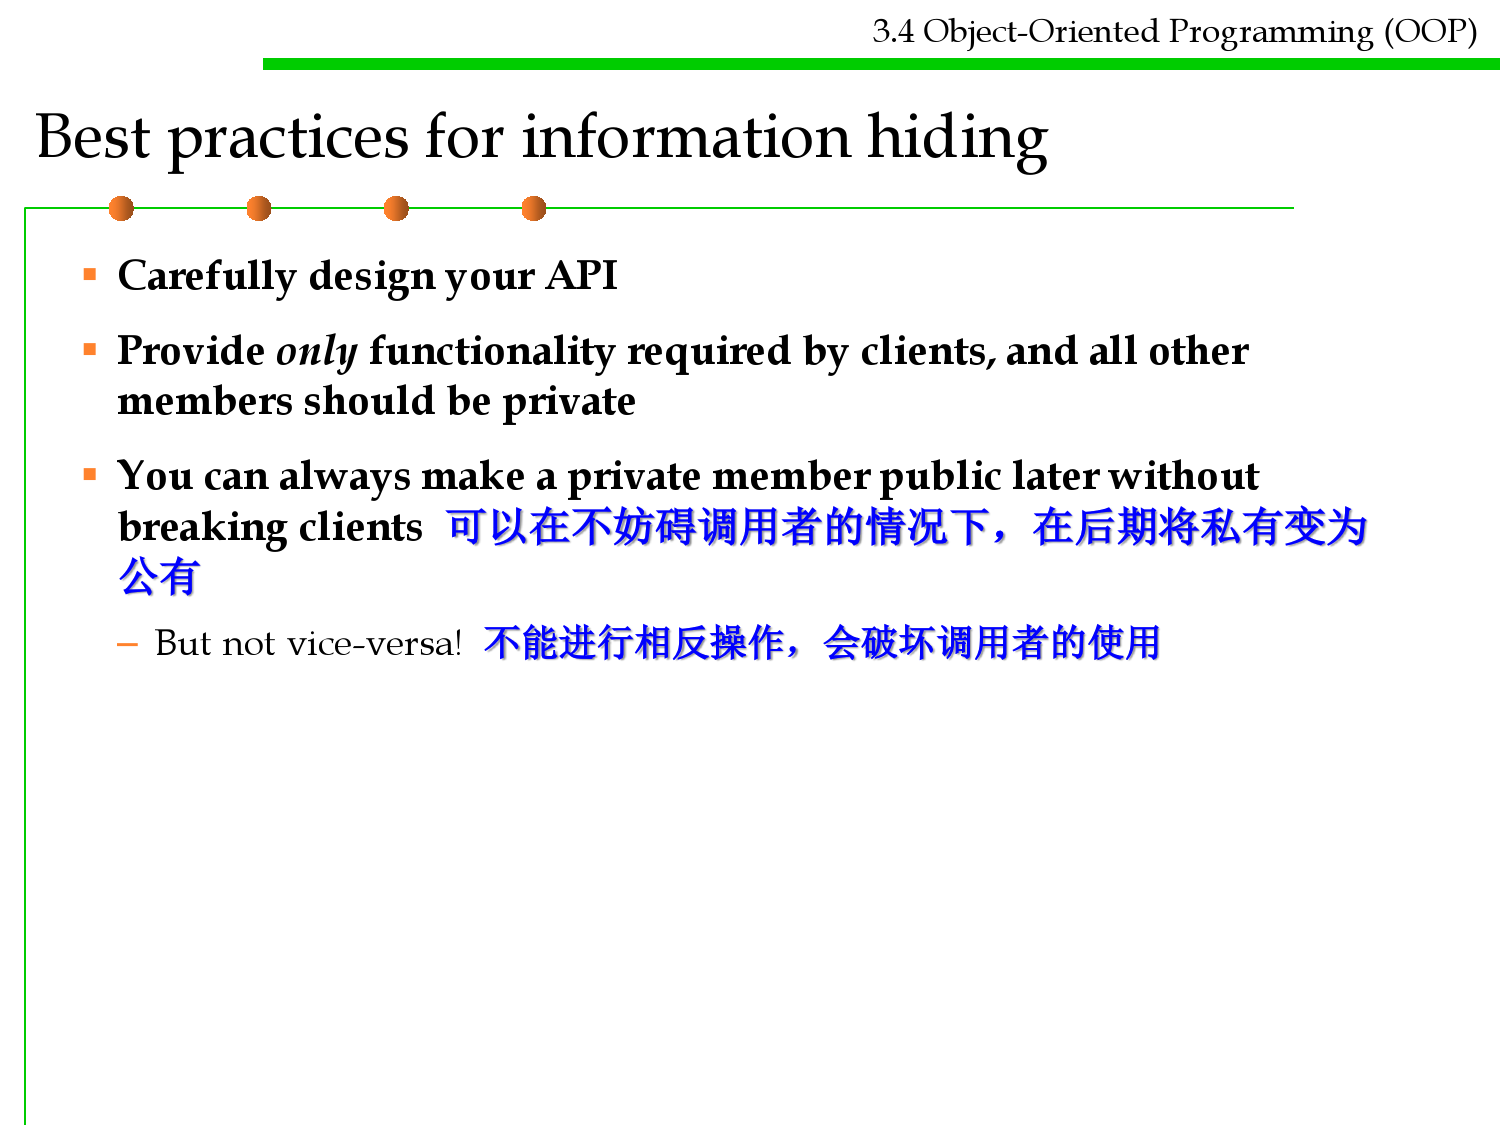 3.4 Object-Oriented Programming (OOP)
Best practices for information hiding
▪ Carefully design your API
▪ Provide only functionality required by clients, and all other
members should be private
▪ You can always make a private member public later without
breaking clients 可以在不妨碍调用者的情况下，在后期将私有变为
公有
– But not vice-versa! 不能进行相反操作，会破坏调用者的使用